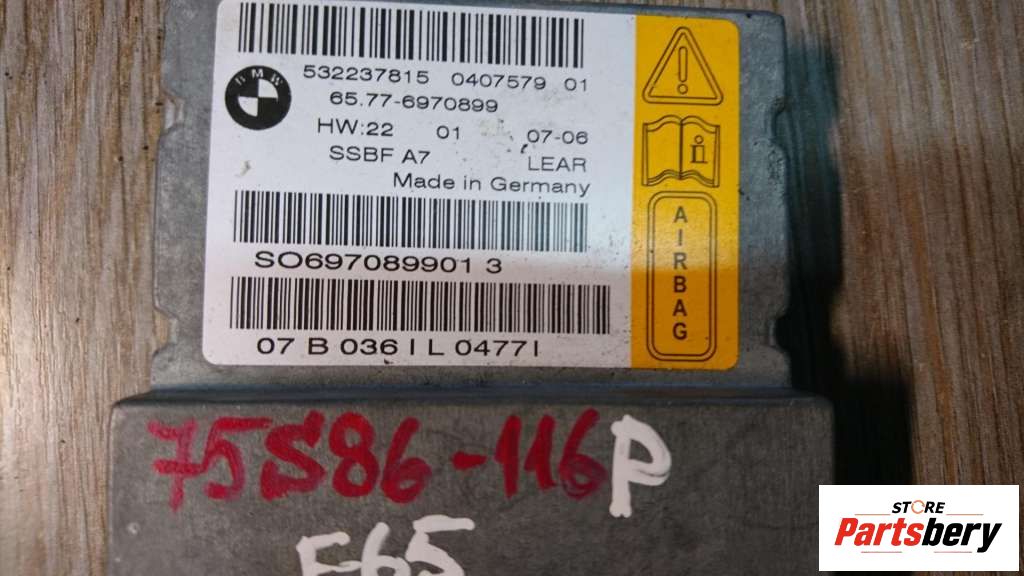 BMW
532237815 0407579 01
65.77-6970899
HW:22 01 07-06
SSBF A7 LEAR
Made in Germany
SO697089901 3
07 B 036 I L 0477I
i
AIRBAG
75S86-116P
E65
STORE
Partsbery